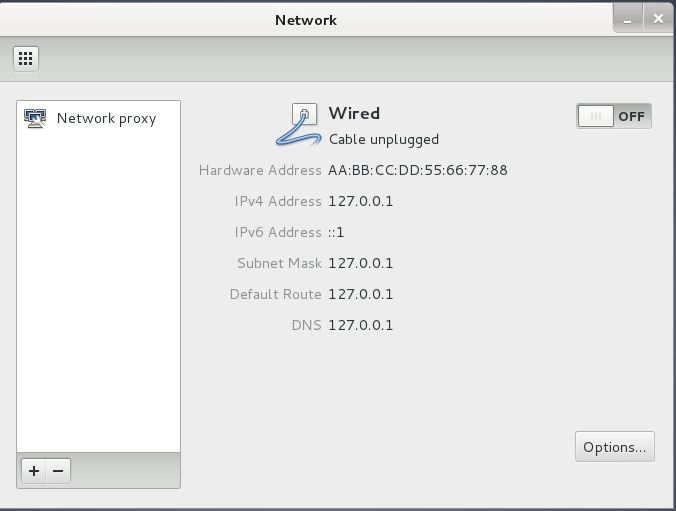 Network
Network proxy
Wired
OFF
Cable unplugged
Hardware Address AA:BB:CC:DD:55:66:77:88
IPv4 Address 127.0.0.1
IPv6 Address ::1
Subnet Mask 127.0.0.1
Default Route 127.0.0.1
DNS 127.0.0.1
Options...